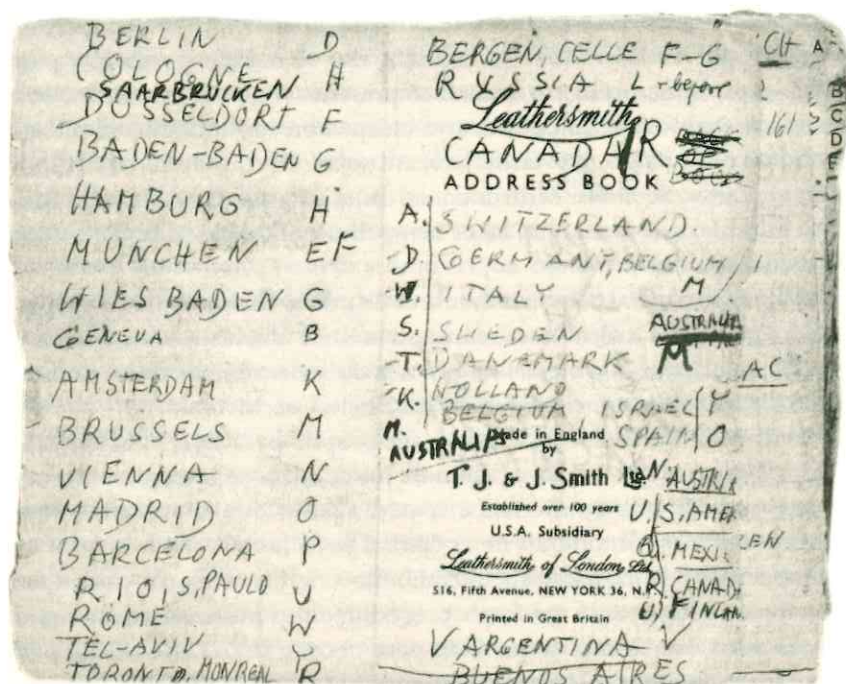 BERLIN D
COLOGNE H
SAARBRUCKEN
DUSSELDORF F
BADEN-BADEN G
HAMBURG H
MUNCHEN EF
WIESBADEN G
GENEVA B
AMSTERDAM K
BRUSSELS M
VIENNA N
MADRID O
BARCELONA P
RIO, S, PAULO U
ROME W
TEL-AVIV Y
TORONTO, MONREAL R
BERGEN, CELLE F-G
RUSSIA L - before
Leathersmith
CANADA R
ADDRESS BOOK
A. SWITZERLAND.
D. GERMANY, BELGIUM
M
W. ITALY
S. SWEDEN AUSTRALIA
T. DANEMARK M
K. HOLLAND
BELGIUM ISRAEL Y
M. AUSTRALIA SPAIN O
Made in England
by
T. J. & J. Smith Ltd. N. AUSTRIA
Established over 100 years U. S, AMER
U.S.A. Subsidiary
Q. MEXIC
Leathersmith of London Ltd.
516, Fifth Avenue, NEW YORK 36, N.Y. R. CANAD
Printed in Great Britain U) FINLAN
V ARGENTINA V
BUENOS AIRES
CH
161
AC
EN
A
B
C
D
E